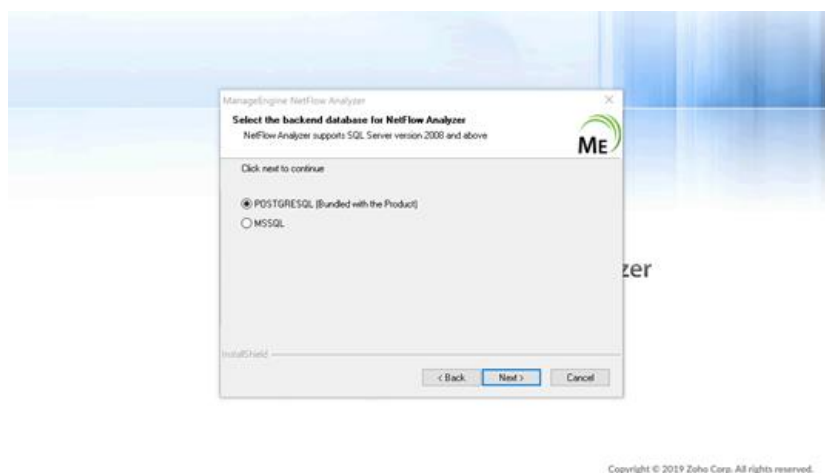 ManageEngine NetFlow Analyzer
Select the backend database for NetFlow Analyzer
NetFlow Analyzer supports SQL Server version 2008 and above
ME
Click next to continue
POSTGRESQL (Bundled with the Product)
MSSQL
zer
InstallShield
< Back
Next >
Cancel
Copyright © 2019 Zoho Corp. All rights reserved.